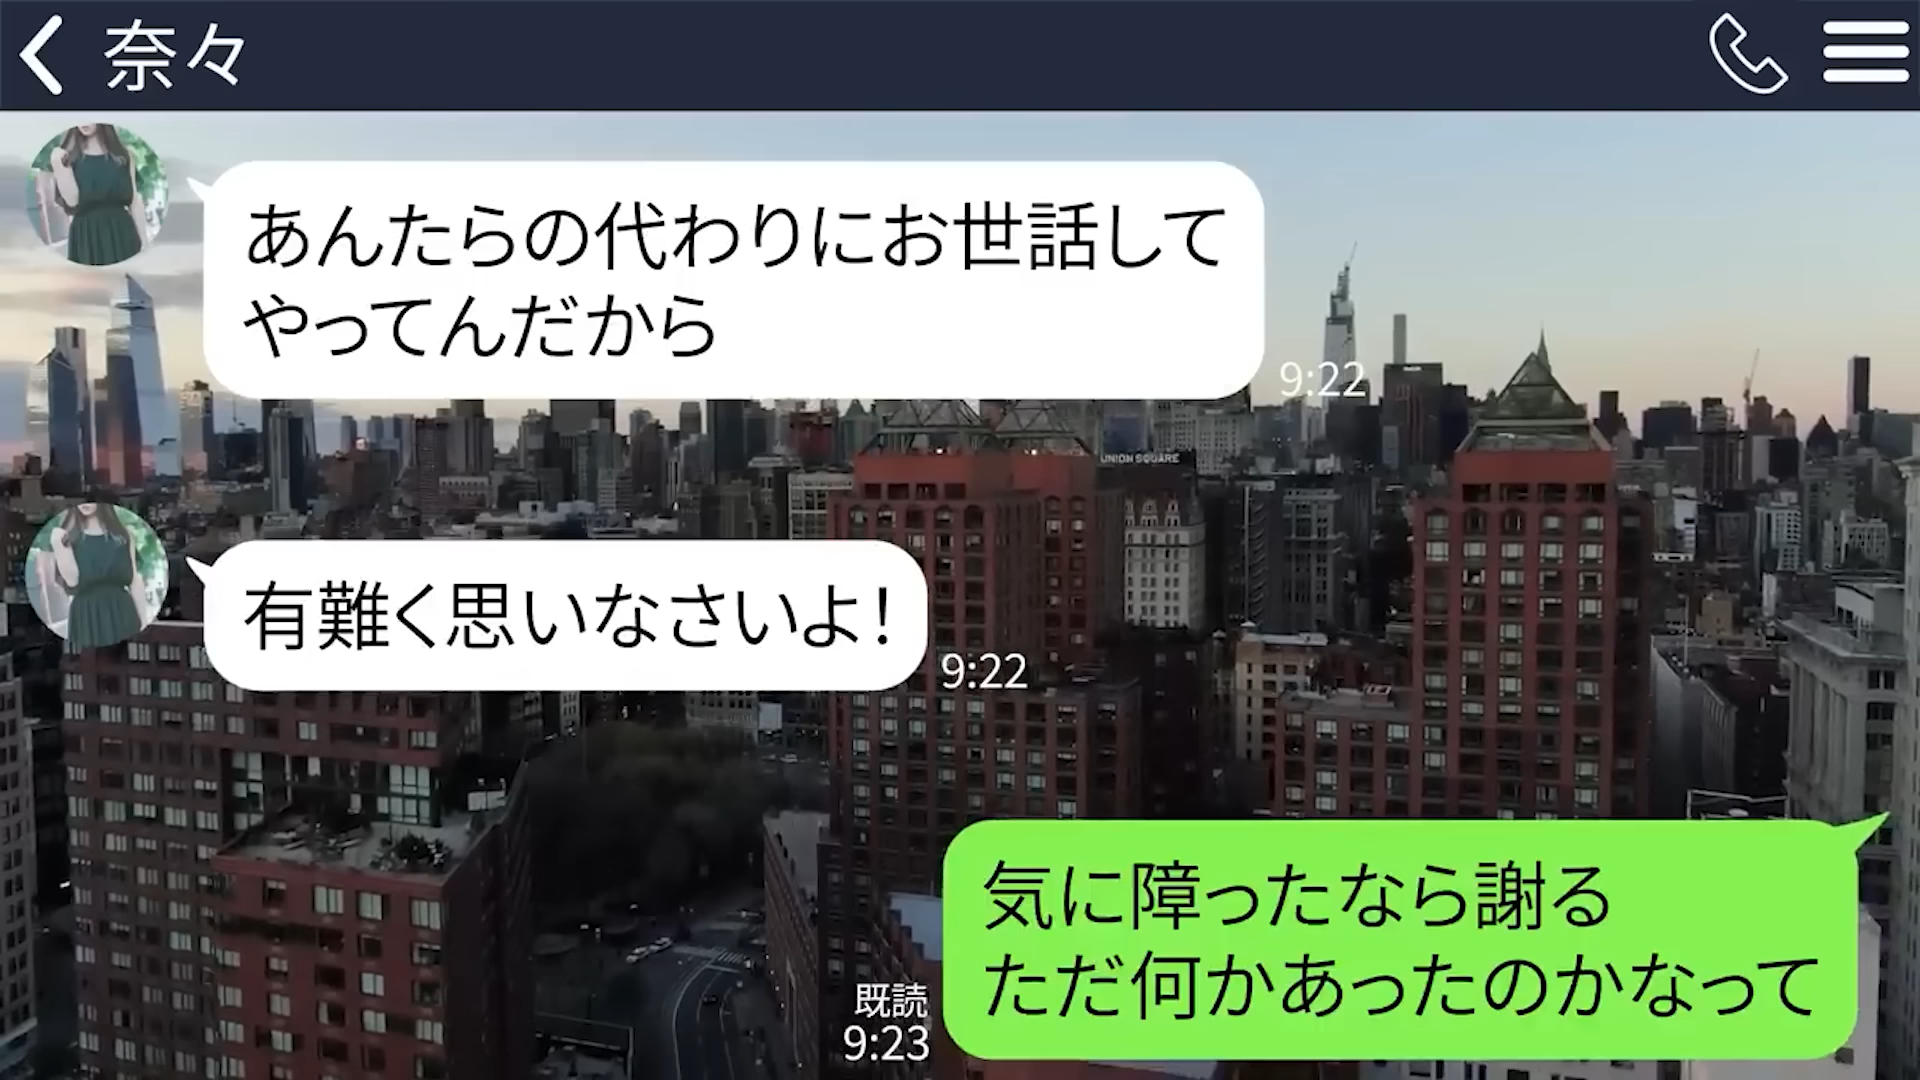 奈々
あんたらの代わりにお世話して
やってんだから
9:22
UNION SQUARE
有難く思いなさいよ!
9:22
気に障ったなら謝る
ただ何かあったのかなって
既読
9:23